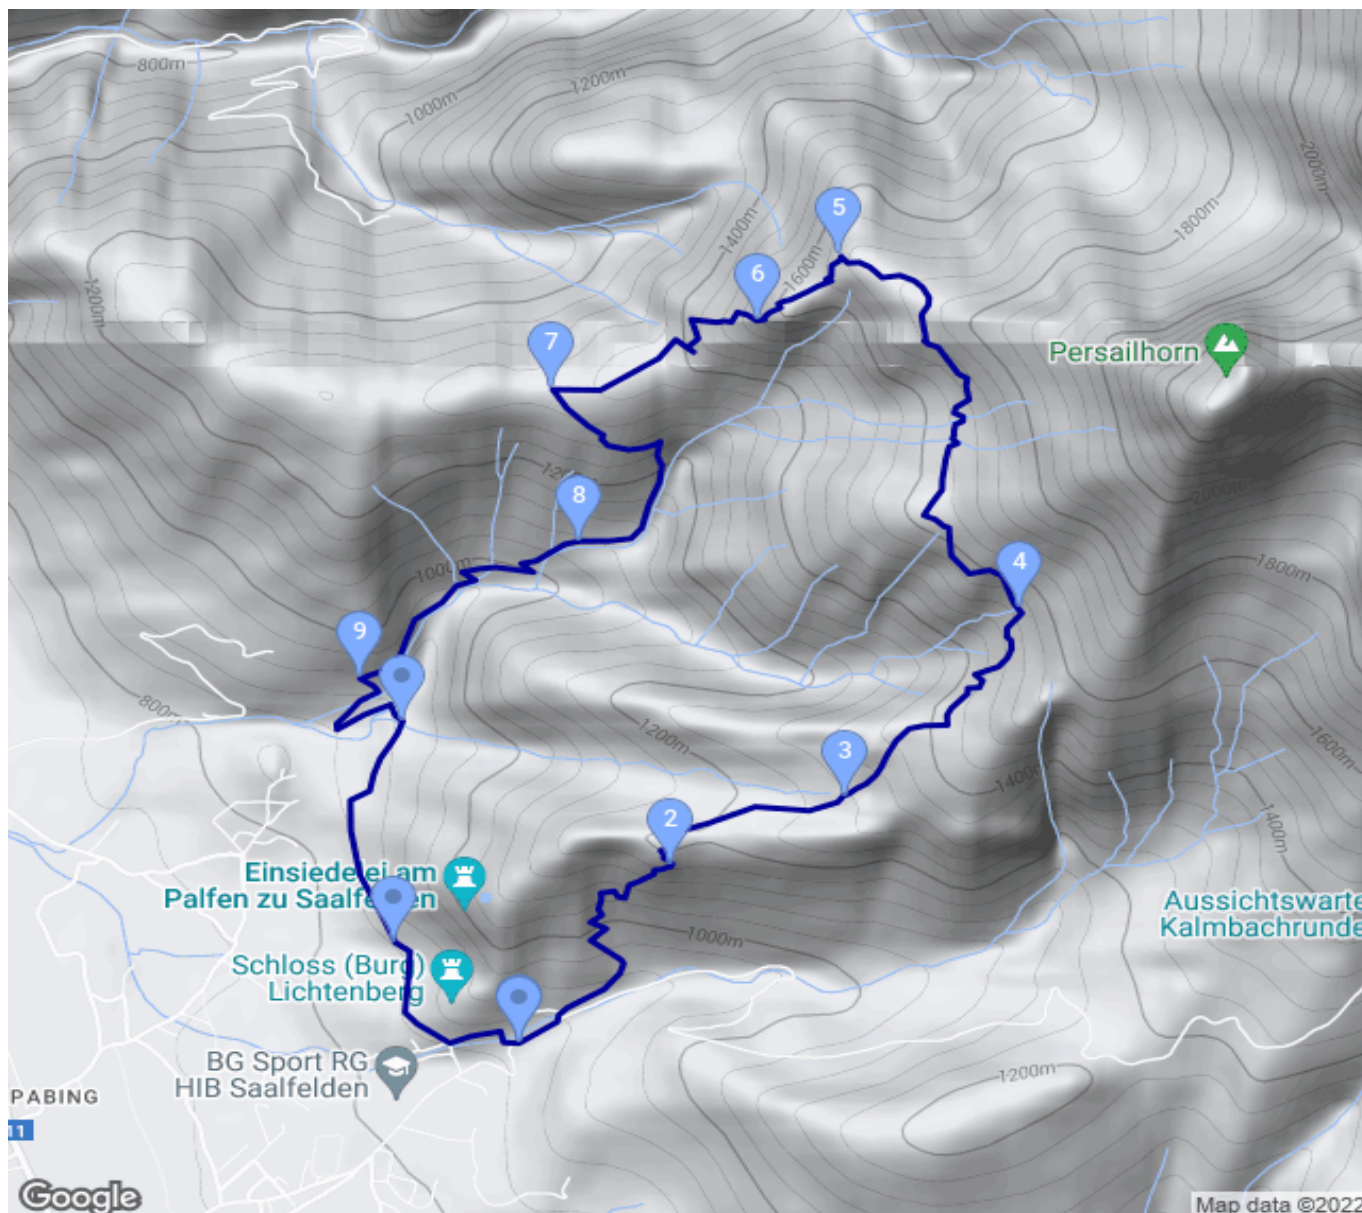 800m
1200m
1000m
2000m
5
1400m
1800m
6
1600m
1200m
7
Persailhorn
1200m
8
2000m
4
1000m
1800m
9
800m
1200m
3
1600m
1400m
2
1400m
Einsiedelei am
Palfen zu Saalfelden
Aussichtswarte
Kalmbachrunde
1000m
Schloss (Burg)
Lichtenberg
BG Sport RG
HIB Saalfelden
1200m
PABING
11
Google
Map data ©2022